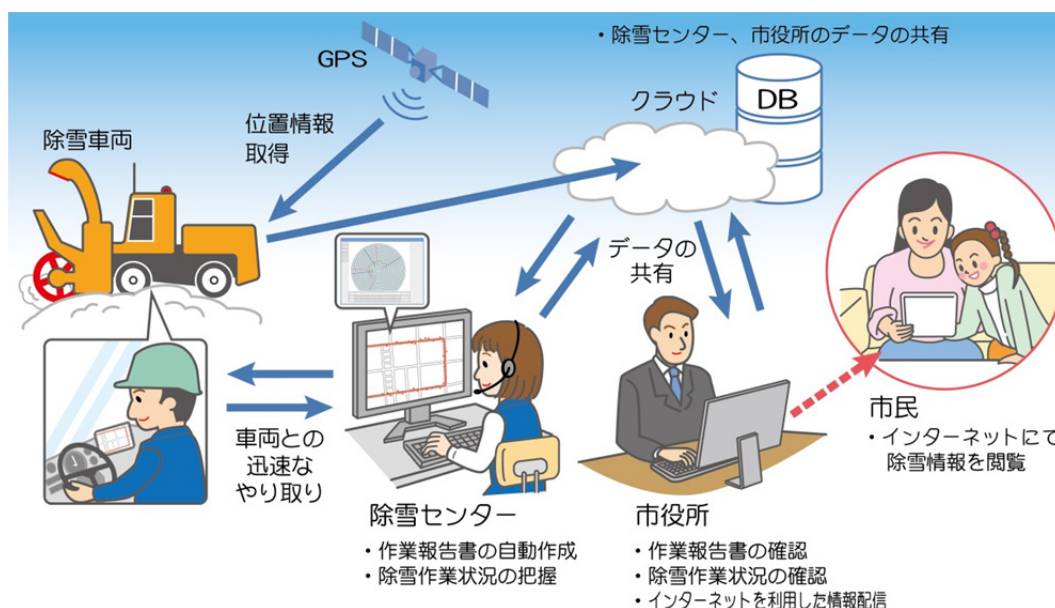 ・除雪センター、市役所のデータの共有
GPS
クラウド
DB
位置情報
取得
除雪車両
データの
共有
車両との
迅速な
やり取り
除雪センター
・作業報告書の自動作成
・除雪作業状況の把握
市役所
・作業報告書の確認
・除雪作業状況の確認
・インターネットを利用した情報配信
市民
・インターネットにて
除雪情報を閲覧